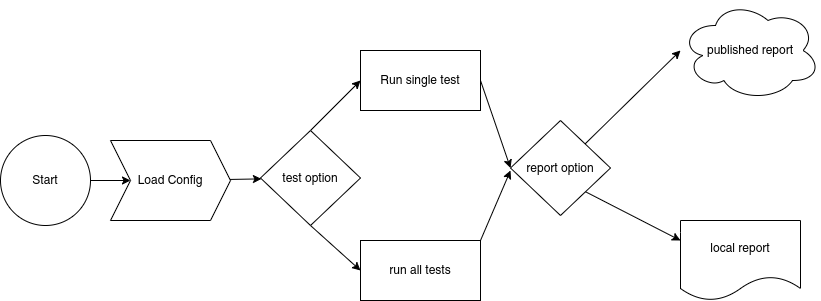 Start
Load Config
test option
Run single test
run all tests
report option
published report
local report